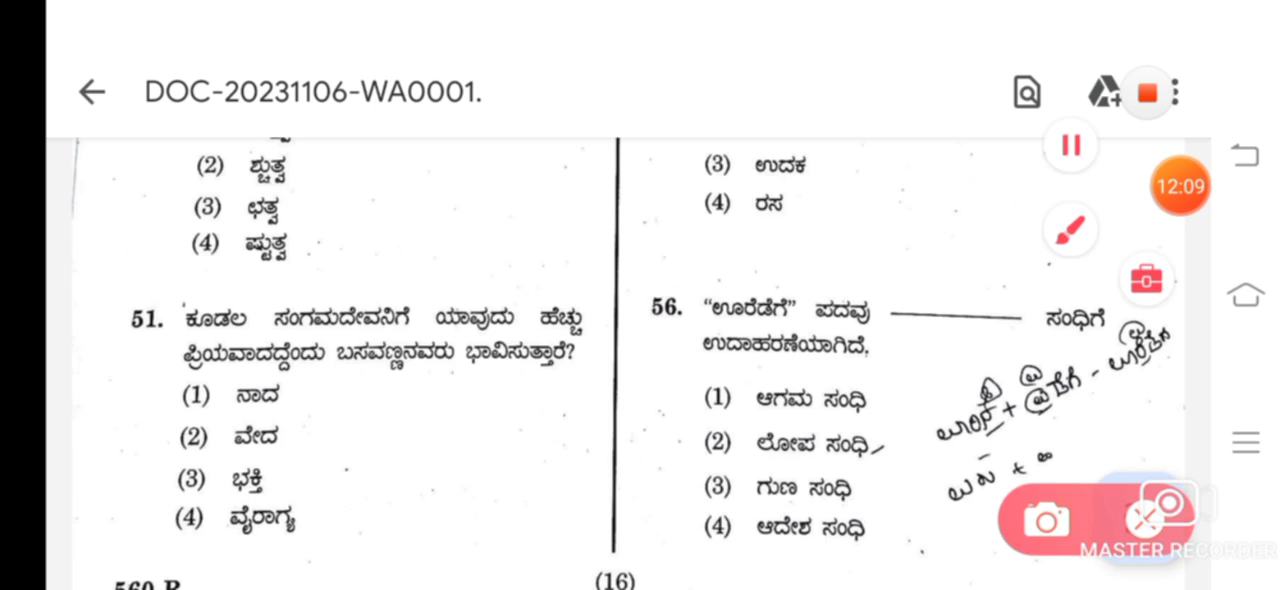 DOC-20231106-WA0001.
12:09
(2) ಶ್ಚುತ್ವ
(3) ಛತ್ವ
(4) ಷ್ಟುತ್ವ
51. ಕೂಡಲ ಸಂಗಮದೇವನಿಗೆ ಯಾವುದು ಹೆಚ್ಚು
ಪ್ರಿಯವಾದದ್ದೆಂದು ಬಸವಣ್ಣನವರು ಭಾವಿಸುತ್ತಾರೆ?
(1) ನಾದ
(2) ವೇದ
(3) ಭಕ್ತಿ
(4) ವೈರಾಗ್ಯ
(3) ಉದಕ
(4) ರಸ
56. “ಊರೆಡೆಗೆ” ಪದವು ಸಂಧಿಗೆ
ಉದಾಹರಣೆಯಾಗಿದೆ.
(1) ಆಗಮ ಸಂಧಿ
(2) ಲೋಪ ಸಂಧಿ
(3) ಗುಣ ಸಂಧಿ
(4) ಆದೇಶ ಸಂಧಿ
(16)
MASTER RECORDER